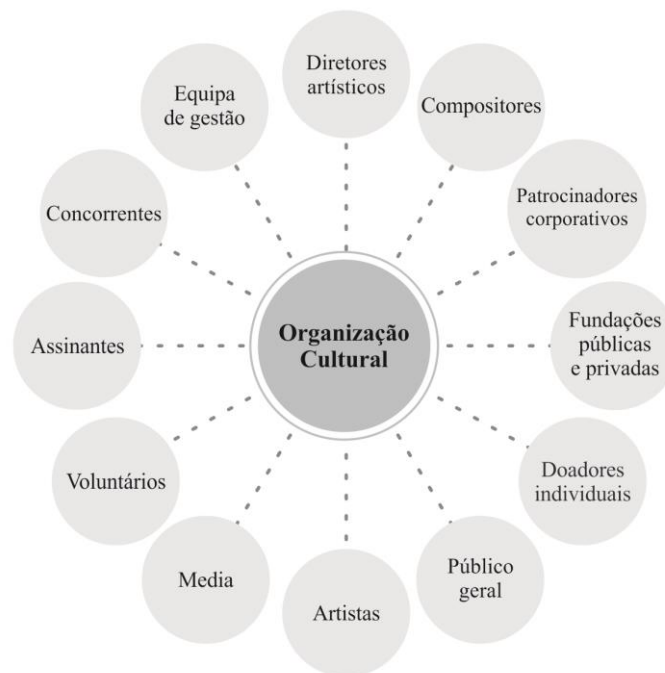 Diretores
artísticos
Compositores
Patrocinadores
corporativos
Fundações
públicas
e privadas
Doadores
individuais
Público
geral
Artistas
Media
Voluntários
Assinantes
Concorrentes
Equipa
de gestão
Organização
Cultural